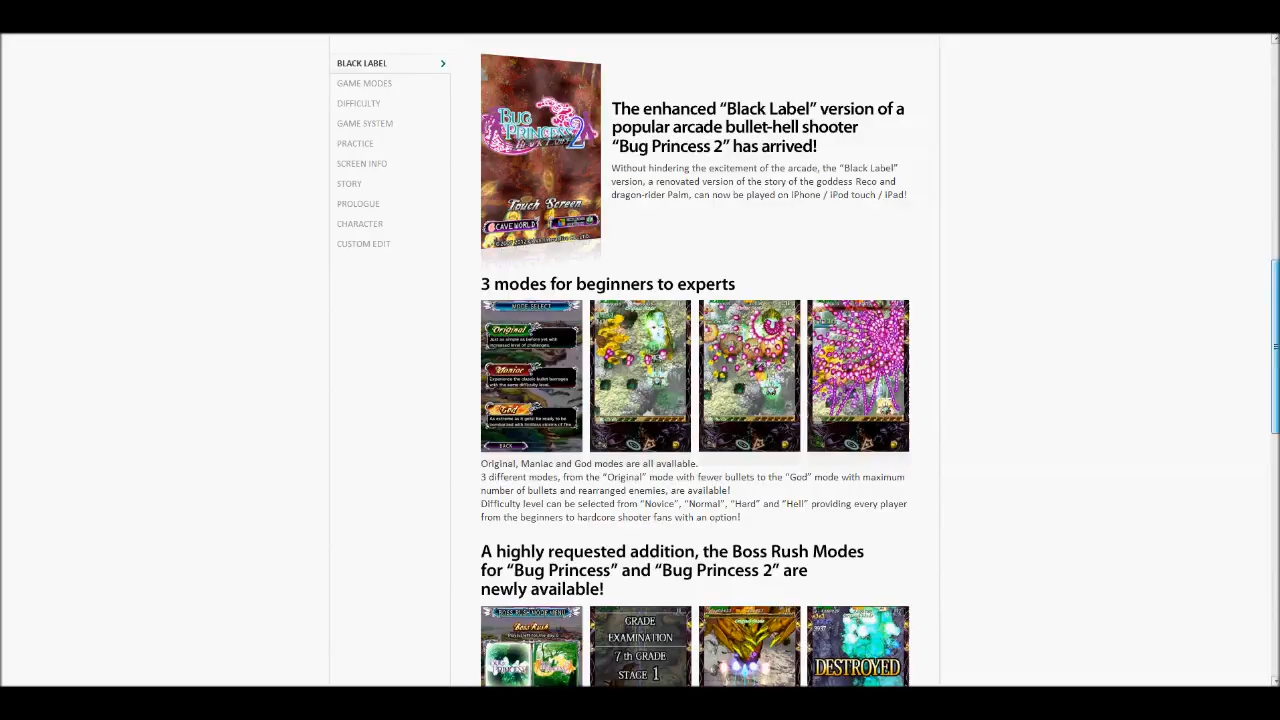 BLACK LABEL
GAME MODES
DIFFICULTY
GAME SYSTEM
PRACTICE
SCREEN INFO
STORY
PROLOGUE
CHARACTER
CUSTOM EDIT
BUG
PRINCESS 2
BLACK LABEL
Touch Screen
CAVEWORLD
The enhanced “Black Label” version of a
popular arcade bullet-hell shooter
“Bug Princess 2” has arrived!
Without hindering the excitement of the arcade, the “Black Label”
version, a renovated version of the story of the goddess Reco and
dragon-rider Palm, can now be played on iPhone / iPod touch / iPad!
3 modes for beginners to experts
MODE SELECT
Original
Just as simple as before yet with
increased level of challenges.
Maniac
Experience the classic bullet barrages
with the same difficulty level.
God
As extreme as it gets! Be ready to be
bombarded with limitless storms of fire.
BACK
Original, Maniac and God modes are all available.
3 different modes, from the “Original” mode with fewer bullets to the “God” mode with maximum
number of bullets and rearranged enemies, are available!
Difficulty level can be selected from “Novice”, “Normal”, “Hard” and “Hell” providing every player
from the beginners to hardcore shooter fans with an option!
A highly requested addition, the Boss Rush Modes
for “Bug Princess” and “Bug Princess 2” are
newly available!
BOSS RUSH MODE MENU
Boss Rush
GRADE
EXAMINATION
7th GRADE
STAGE 1
DESTROYED